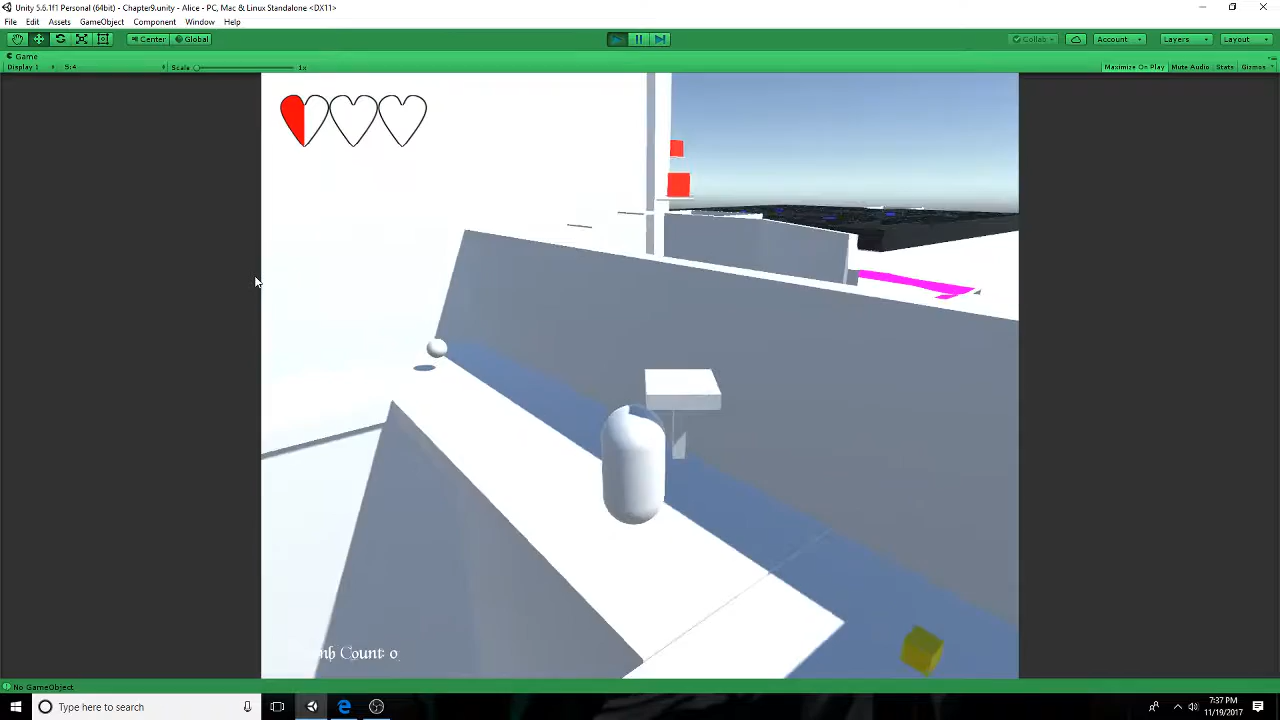 Unity 5.6.1f1 Personal (64bit) - Chapter9.unity - Alice - PC, Mac & Linux Standalone <DX11>
File Edit Assets GameObject Component Window Help
Center Global Collab Account Layers Layout
Game
Display 1 5:4 Scale 1x Maximize On Play Mute Audio Stats Gizmos
mb Count: 0
No GameObject
Type here to search
7:37 PM
11/19/2017